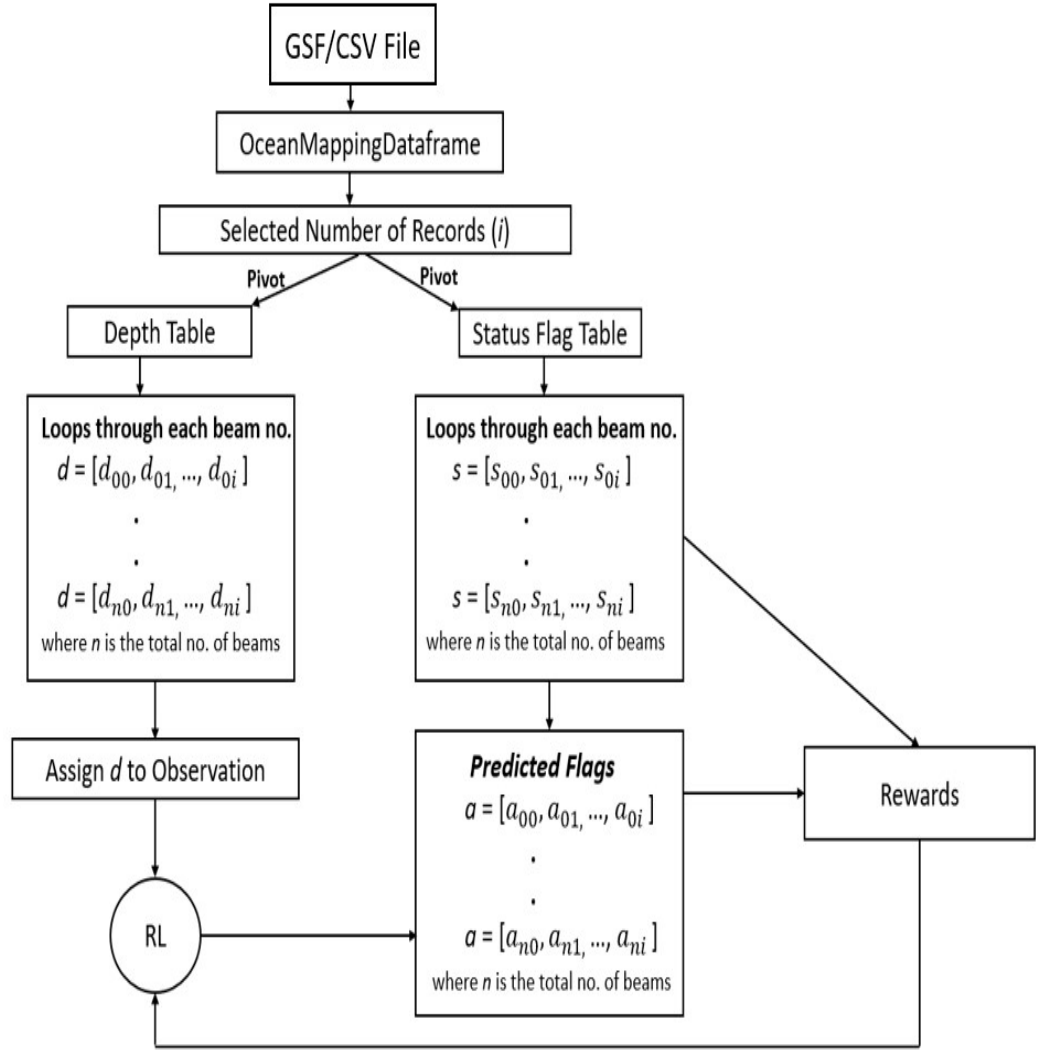 GSF/CSV File
OceanMappingDataframe
Selected Number of Records (i)
Pivot
Pivot
Depth Table
Status Flag Table
Loops through each beam no.
d = [d₀₀, d₀₁, ..., d₀ᵢ ]
.
.
d = [dₙ₀, dₙ₁, ..., dₙᵢ ]
where n is the total no. of beams
Loops through each beam no.
s = [s₀₀, s₀₁, ..., s₀ᵢ ]
.
.
s = [sₙ₀, sₙ₁, ..., sₙᵢ ]
where n is the total no. of beams
Assign d to Observation
Predicted Flags
a = [a₀₀, a₀₁, ..., a₀ᵢ ]
.
.
a = [aₙ₀, aₙ₁, ..., aₙᵢ ]
where n is the total no. of beams
Rewards
RL